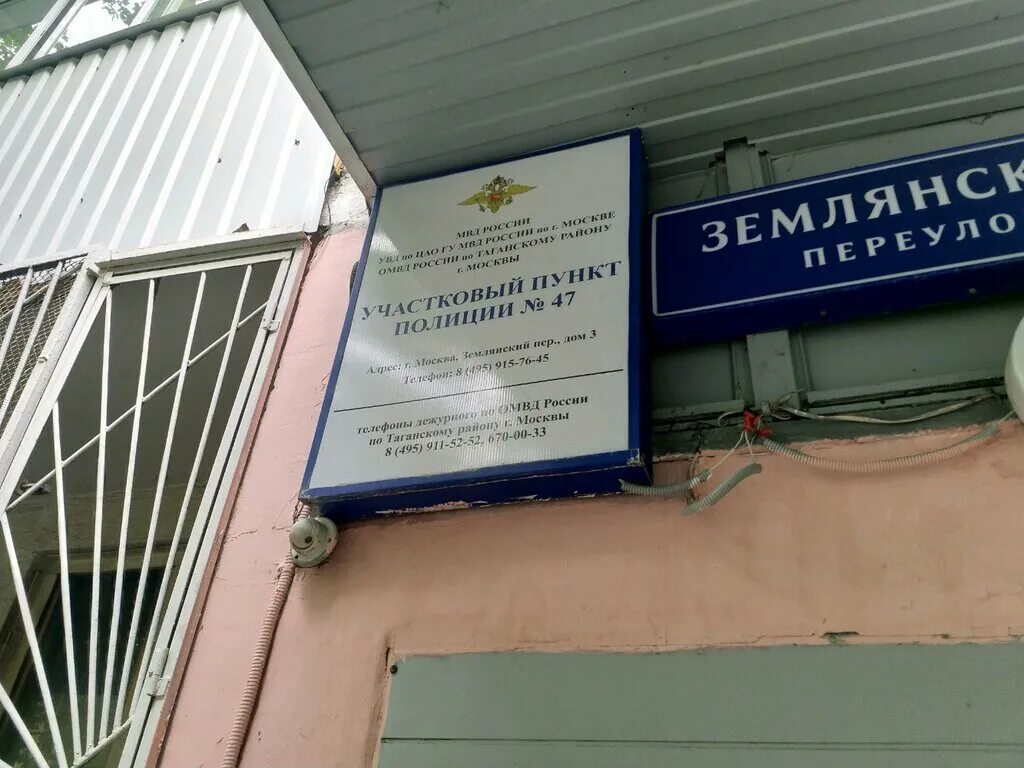 МВД РОССИИ
УВД по ЦАО ГУ МВД РОССИИ по г. МОСКВЕ
ОМВД РОССИИ по ТАГАНСКОМУ РАЙОНУ
г. МОСКВЫ
УЧАСТКОВЫЙ ПУНКТ
ПОЛИЦИИ № 47
Адрес: г. Москва, Землянский пер., дом 3
Телефон: 8 (495) 915-76-45
телефоны дежурного по ОМВД России
по Таганскому району г. Москвы
8 (495) 911-52-52, 670-00-33
ЗЕМЛЯНСК
ПЕРЕУЛО